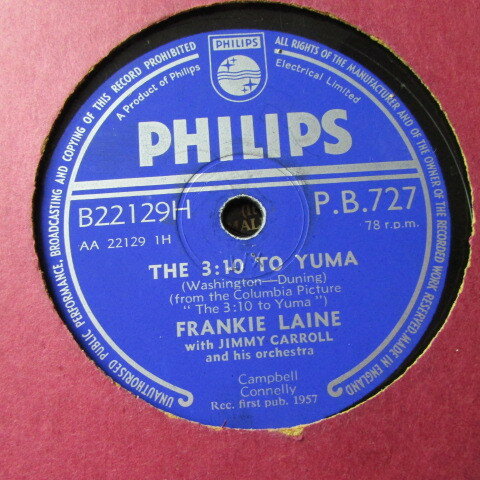 UNAUTHORISED PUBLIC PERFORMANCE, BROADCASTING AND COPYING OF THIS RECORD PROHIBITED
ALL RIGHTS OF THE MANUFACTURER AND OF THE OWNER OF THE RECORDED WORK RESERVED MADE IN ENGLAND
PHILIPS
A Product of Philips
Electrical Limited
PHILIPS
B22129H
P.B.727
AA 22129 1H
78 r.p.m.
THE 3:10 TO YUMA
(Washington—Duning)
(from the Columbia Picture
"The 3:10 to Yuma")
FRANKIE LAINE
with JIMMY CARROLL
and his orchestra
Campbell
Connelly
Rec. first pub. 1957